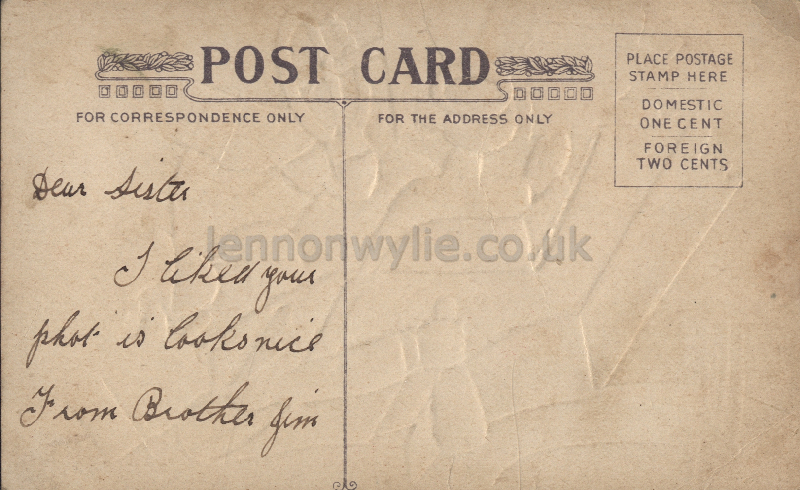 POST CARD
FOR CORRESPONDENCE ONLY
FOR THE ADDRESS ONLY
PLACE POSTAGE
STAMP HERE
DOMESTIC
ONE CENT
FOREIGN
TWO CENTS
Dear Sister
I liked your
phot is looks nice
From Brother Jim
lennonwylie.co.uk